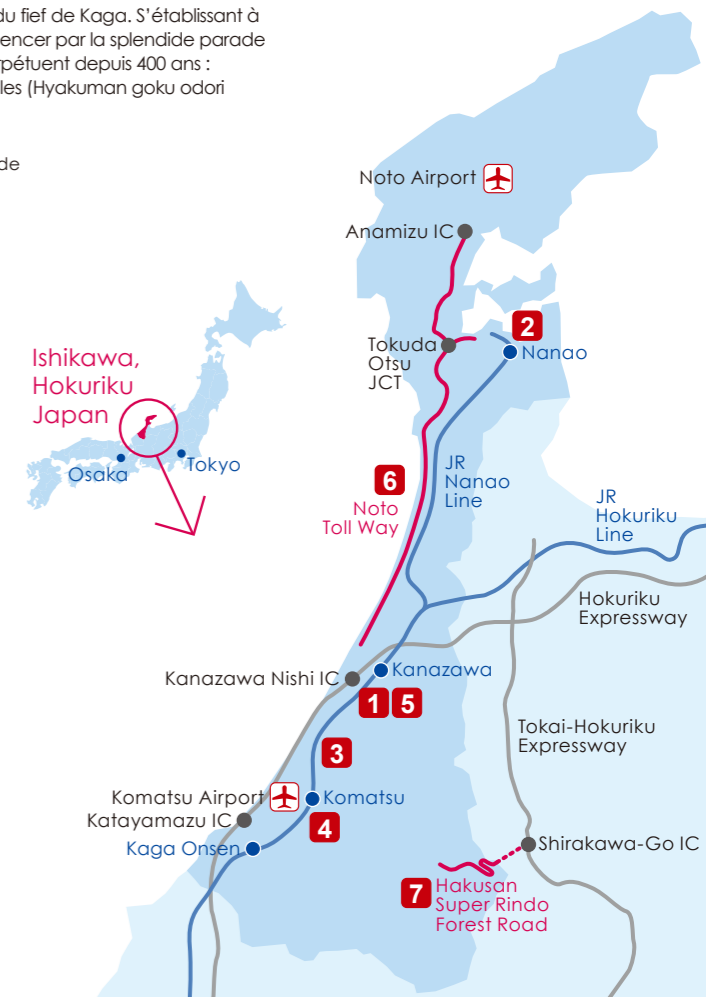 du fief de Kaga. S’établissant à
encer par la splendide parade
rpétuent depuis 400 ans :
les (Hyakuman goku odori
de
Noto Airport
Anamizu IC
2
Tokuda
Otsu
JCT
Nanao
Ishikawa,
Hokuriku
Japan
Osaka
Tokyo
6
Noto
Toll Way
JR
Nanao
Line
JR
Hokuriku
Line
Hokuriku
Expressway
Kanazawa Nishi IC
Kanazawa
1 5
Tokai-Hokuriku
Expressway
3
Komatsu Airport
Komatsu
Katayamazu IC
4
Kaga Onsen
Shirakawa-Go IC
7
Hakusan
Super Rindo
Forest Road